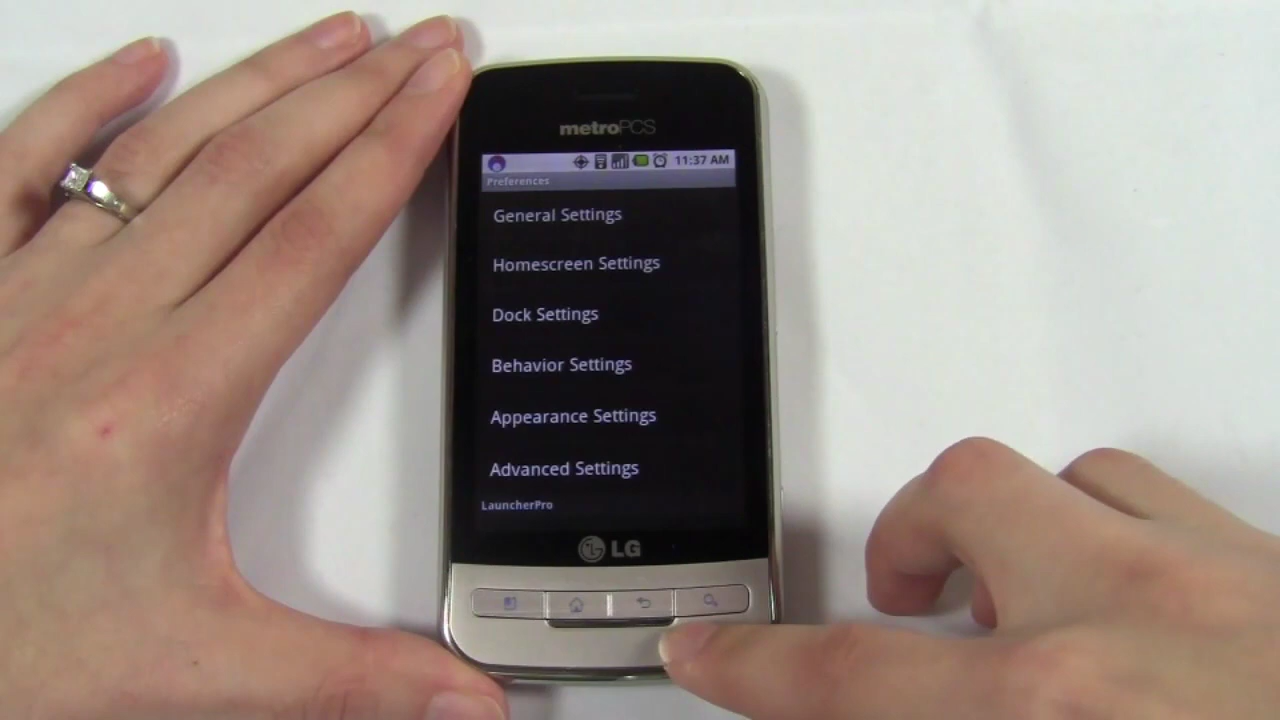 metroPCS
11:37 AM
Preferences
General Settings
Homescreen Settings
Dock Settings
Behavior Settings
Appearance Settings
Advanced Settings
LauncherPro
LG